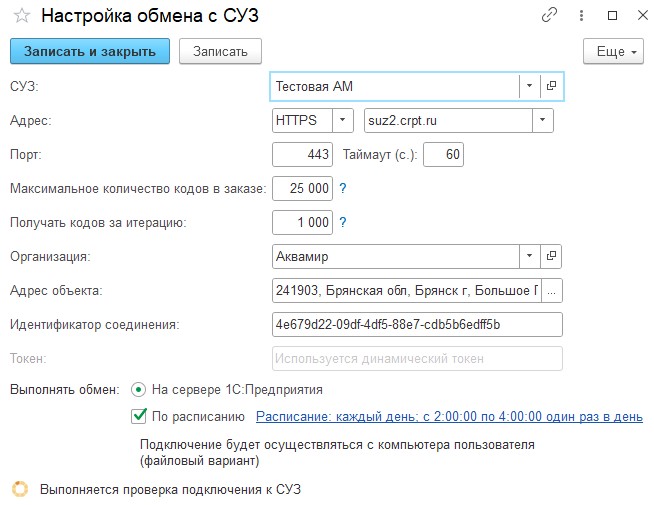 Настройка обмена с СУЗ
Записать и закрыть Записать Еще
СУЗ: Тестовая АМ
Адрес: HTTPS suz2.crpt.ru
Порт: 443 Таймаут (с.): 60
Максимальное количество кодов в заказе: 25 000 ?
Получать кодов за итерацию: 1 000 ?
Организация: Аквамир
Адрес объекта: 241903, Брянская обл, Брянск г, Большое П ...
Идентификатор соединения: 4e679d22-09df-4df5-88e7-cdb5b6edff5b
Токен: Используется динамический токен
Выполнять обмен: На сервере 1С:Предприятия
По расписанию Расписание: каждый день; с 2:00:00 по 4:00:00 один раз в день
Подключение будет осуществляться с компьютера пользователя
(файловый вариант)
Выполняется проверка подключения к СУЗ